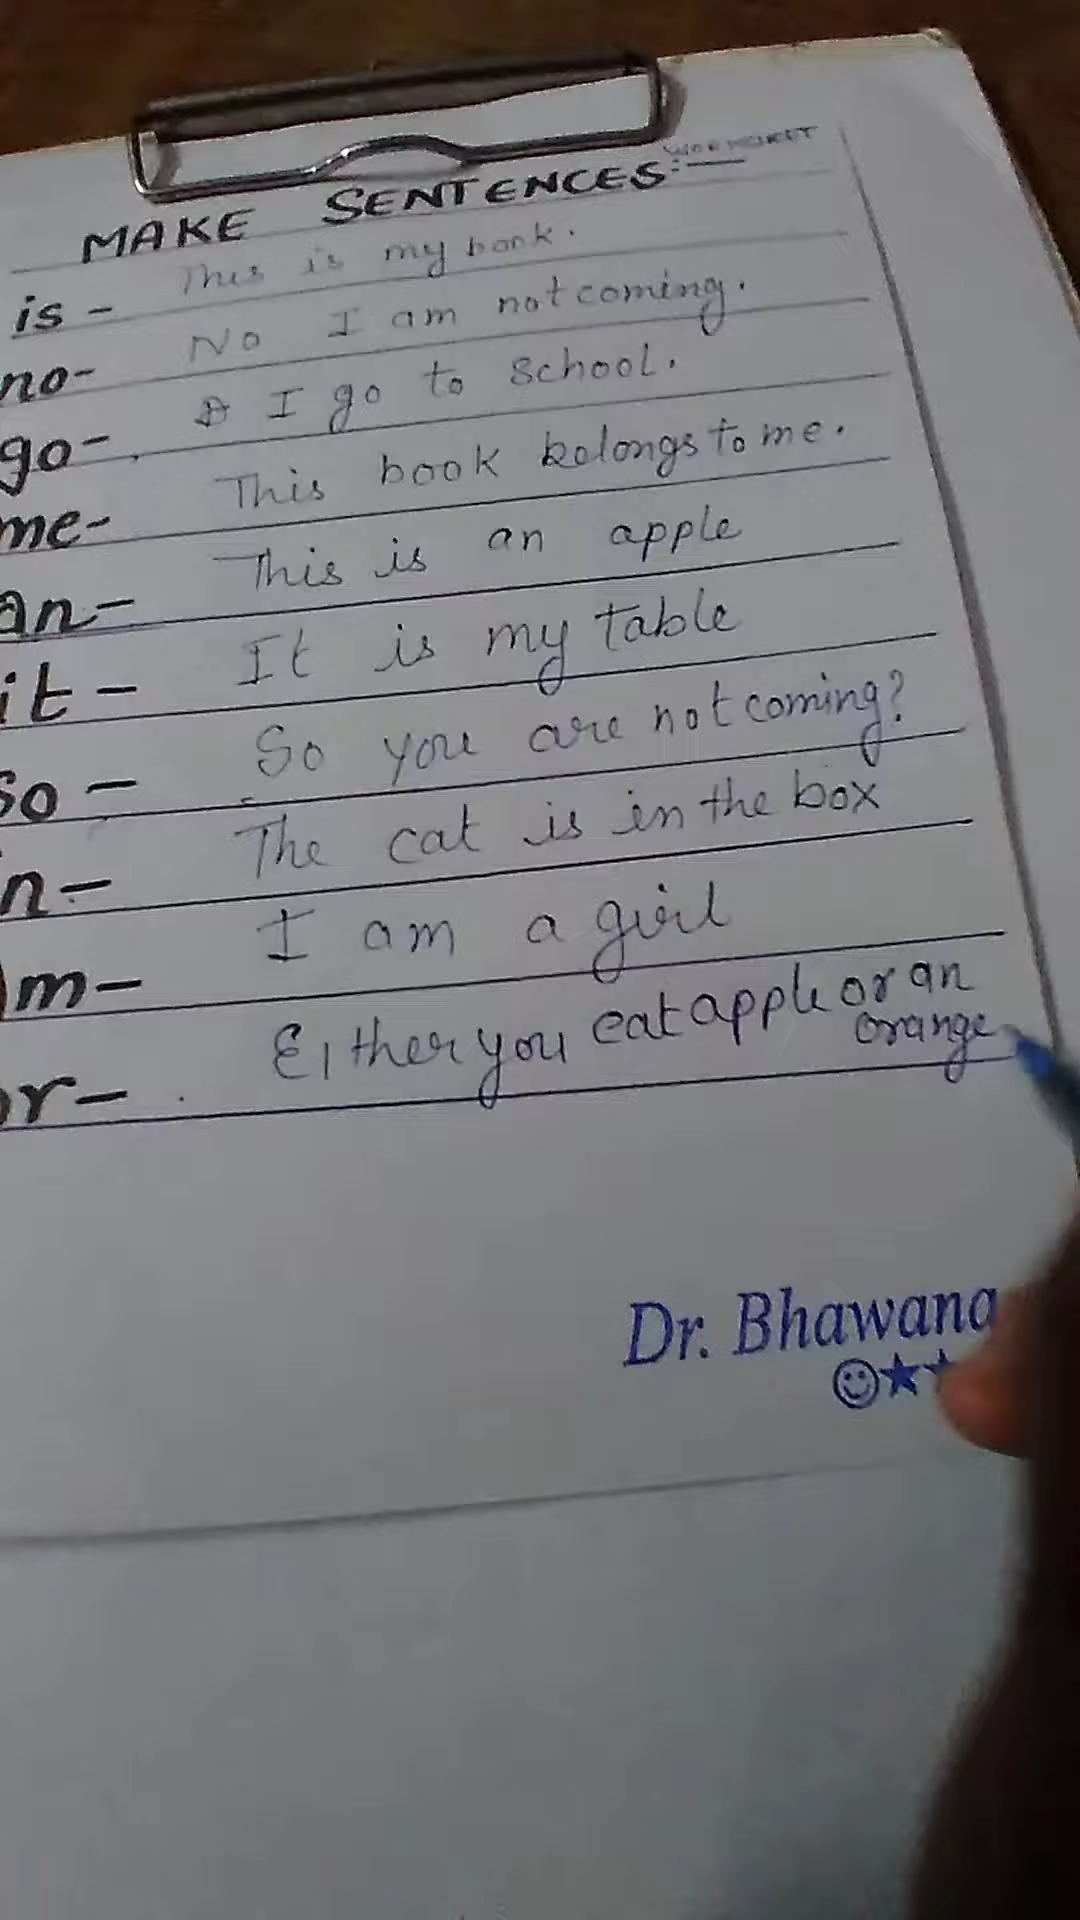 WORKSHEET
MAKE SENTENCES:—
is - This is my book.
no- No I am not coming.
go- I go to School.
me- This book belongs to me.
an- This is an apple
it - It is my table
so - So you are not coming?
n- The cat is in the box
m- I am a girl
or- Either you eat apple or an
orange
Dr. Bhawana